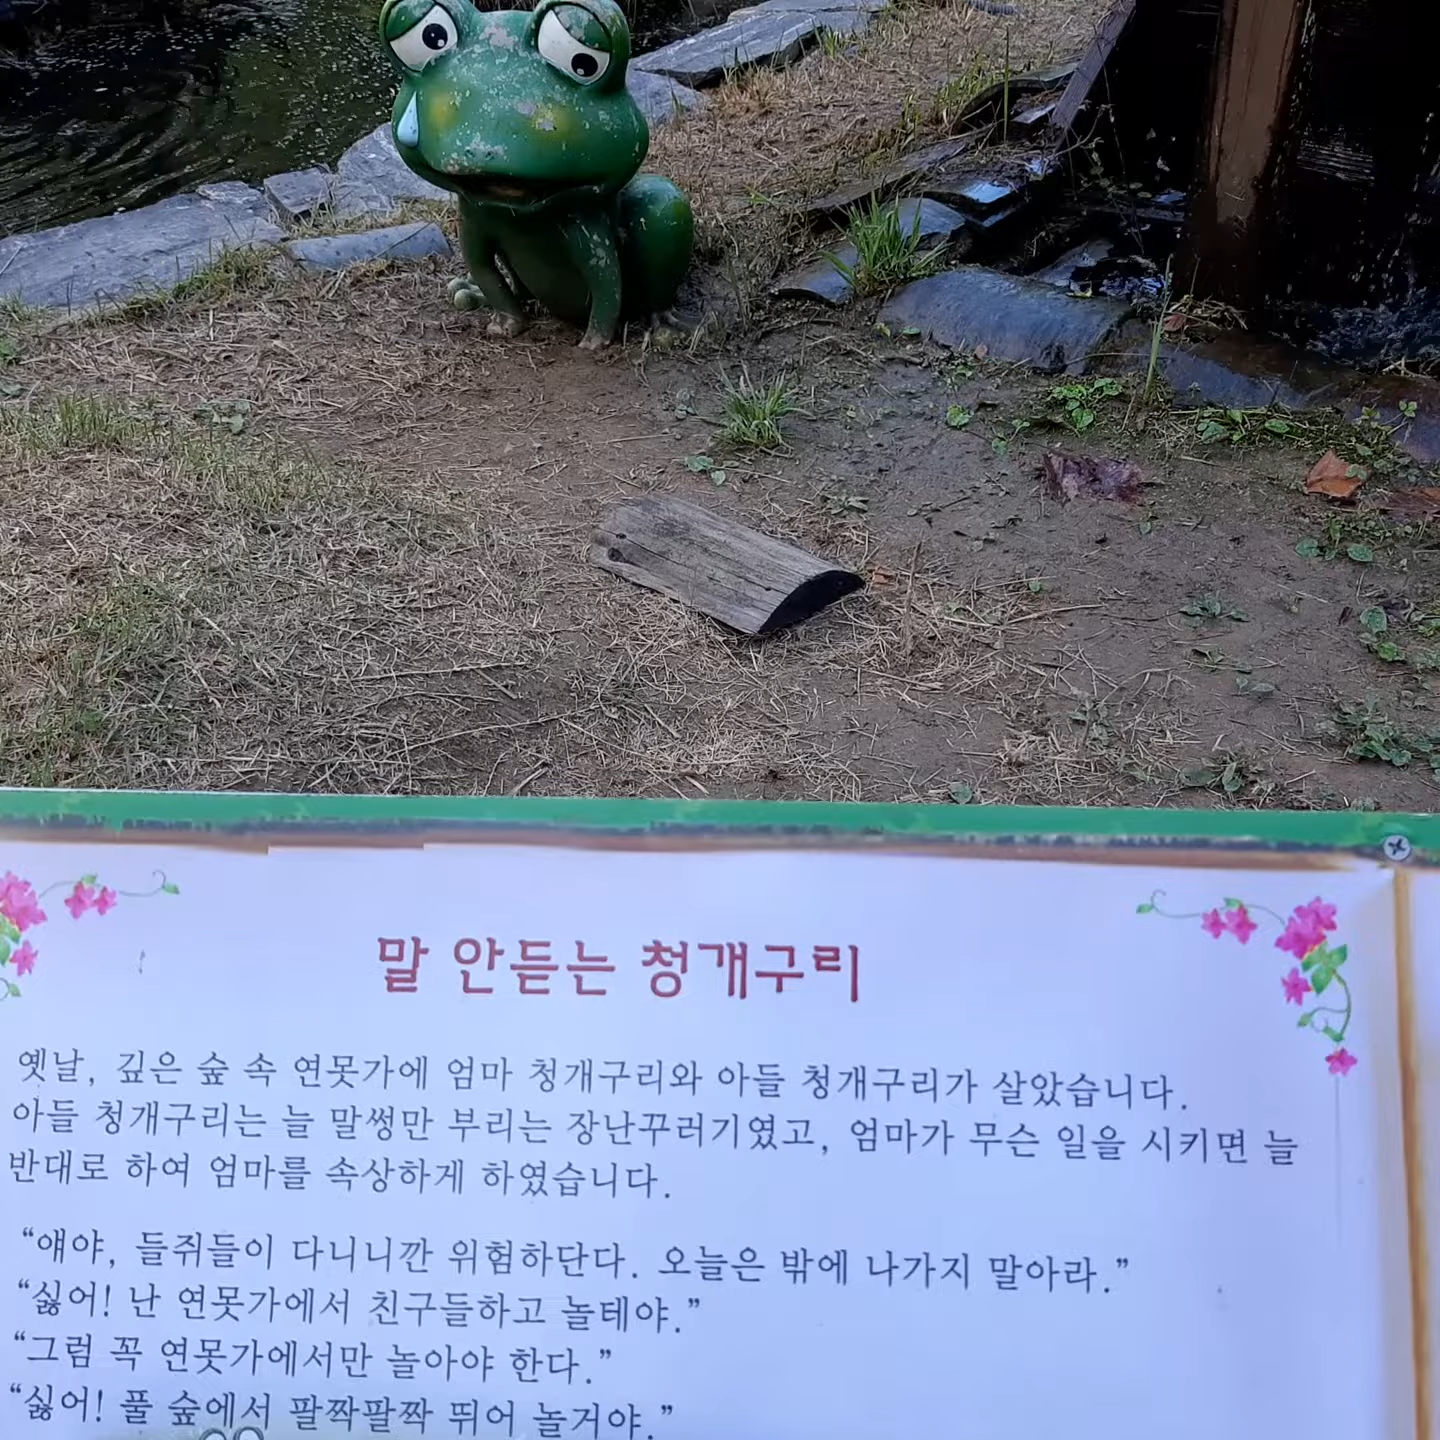 말 안듣는 청개구리
옛날, 깊은 숲 속 연못가에 엄마 청개구리와 아들 청개구리가 살았습니다.
아들 청개구리는 늘 말썽만 부리는 장난꾸러기였고, 엄마가 무슨 일을 시키면 늘
반대로 하여 엄마를 속상하게 하였습니다.
“얘야, 들쥐들이 다니니깐 위험하단다. 오늘은 밖에 나가지 말아라.”
“싫어! 난 연못가에서 친구들하고 놀테야.”
“그럼 꼭 연못가에서만 놀아야 한다.”
“싫어! 풀 숲에서 팔짝팔짝 뛰어 놀거야.”